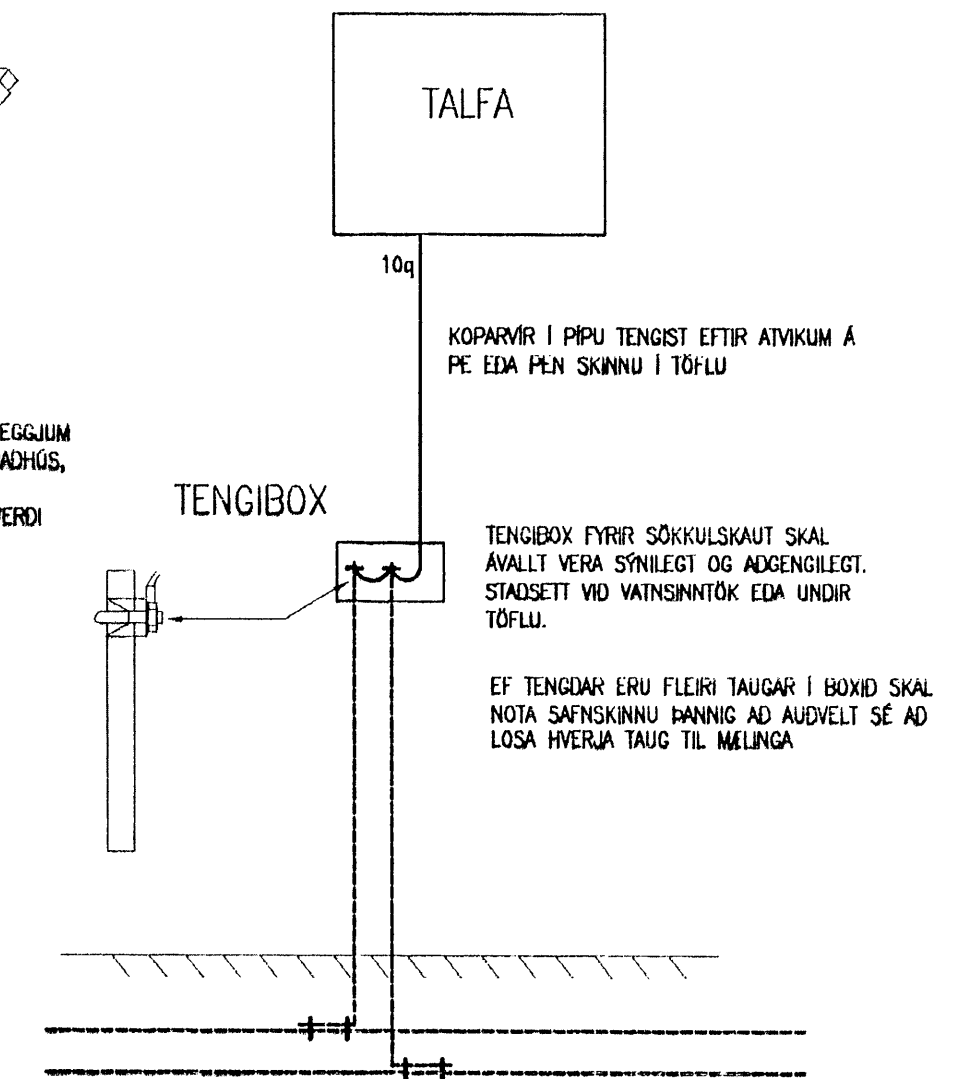 TALFA
10q
KOPARVÍR Í PÍPU TENGIST EFTIR ATVIKUM Á
PE EDA PEN SKINNU Í TÖFLU
EGGJUM
ADHÚS,
ERDI
TENGIBOX
TENGIBOX FYRIR SÖKKULSKAUT SKAL
ÁVALLT VERA SÝNILEGT OG ADGENGILEGT.
STADSETT VID VATNSINNTÖK EDA UNDIR
TÖFLU.
EF TENGDAR ERU FLEIRI TAUGAR Í BOXID SKAL
NOTA SAFNSKINNU ÞANNIG AD AUDVELT SÉ AD
LOSA HVERJA TAUG TIL MÆLINGA